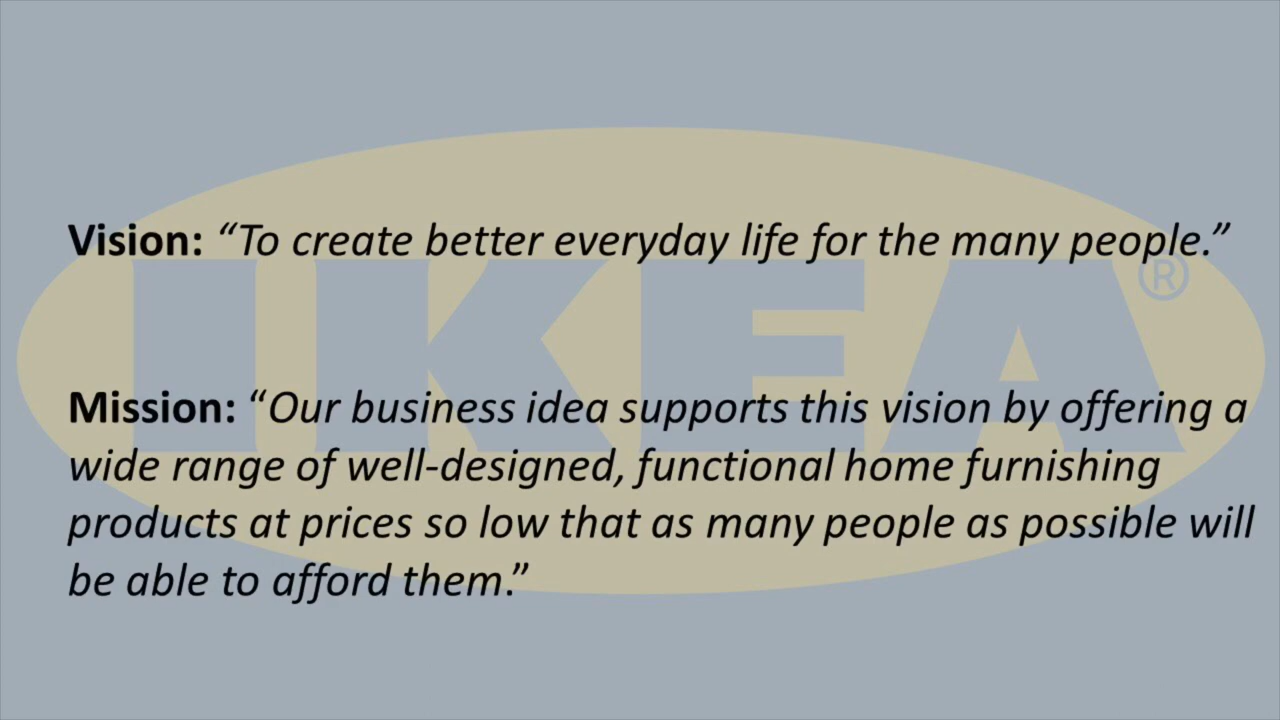 Vision: “To create better everyday life for the many people.”
IKEA®
Mission: “Our business idea supports this vision by offering a
wide range of well-designed, functional home furnishing
products at prices so low that as many people as possible will
be able to afford them.”